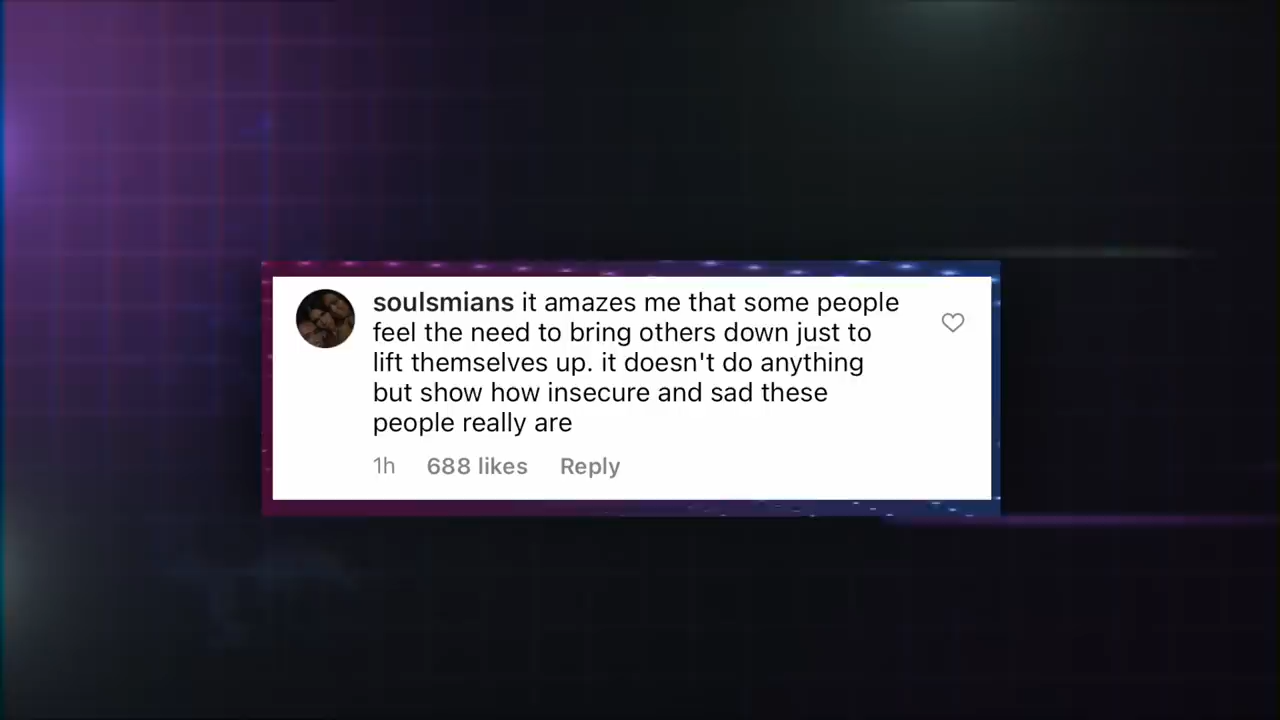 soulsmians it amazes me that some people
feel the need to bring others down just to
lift themselves up. it doesn't do anything
but show how insecure and sad these
people really are
1h 688 likes Reply